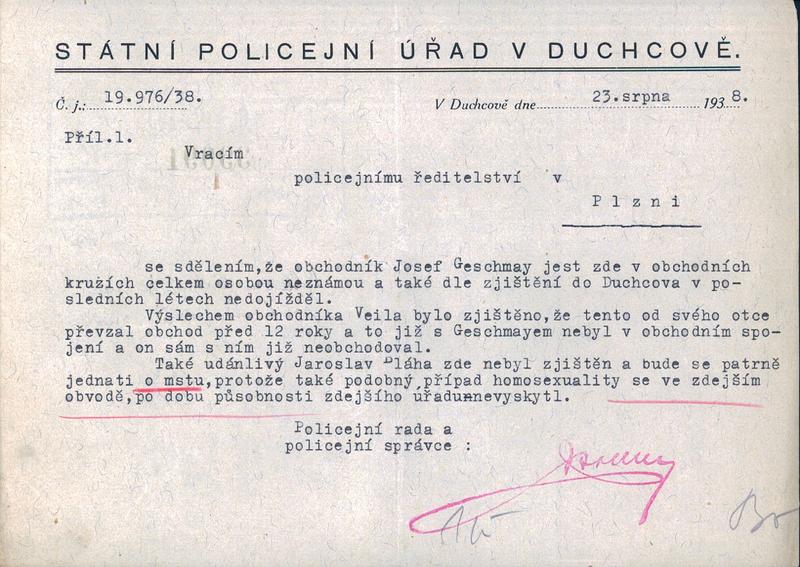 STÁTNÍ POLICEJNÍ ÚŘAD V DUCHCOVĚ.
Č. j.: 19.976/38.
V Duchcově dne 23.srpna 1938.
Příl.1.
Vracím
policejnímu ředitelství v
Plzni
se sdělením,že obchodník Josef Geschmay jest zde v obchodních
kružích celkem osobou neznámou a také dle zjištění do Duchcova v po-
sledních létech nedojížděl.
Výslechem obchodníka Veila bylo zjištěno,že tento od svého otce
převzal obchod před 12 roky a to již s Geschmayem nebyl v obchodním spo-
jení a on sám s ním již neobchodoval.
Také udánlivý Jaroslav Pláha zde nebyl zjištěn a bude se patrně
jednati o mstu,protože také podobný případ homosexuality se ve zdejším
obvodě,po dobu působnosti zdejšího úřadu nevyskytl.
Policejní rada a
policejní správce :